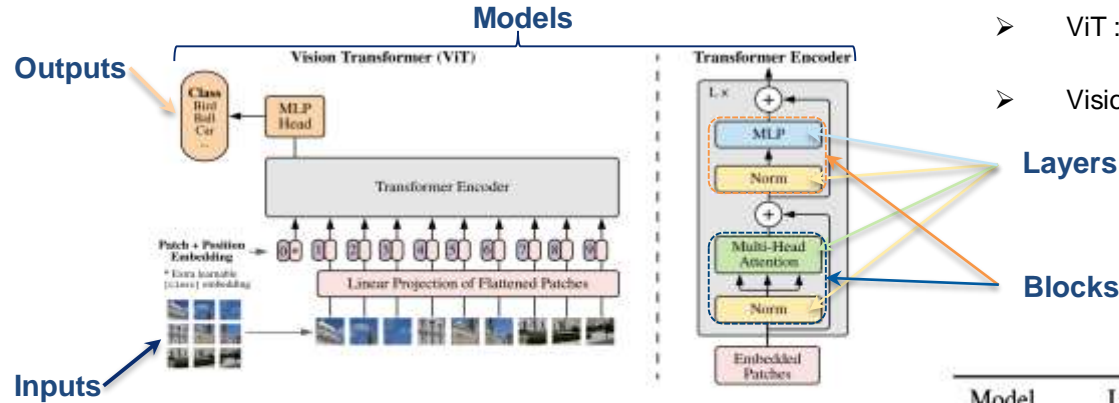 Models
➢ ViT :
Outputs
Vision Transformer (ViT)
Transformer Encoder
➢ Visio
Class
Bird
Ball
Car
...
MLP
Head
L ×
+
MLP
Norm
Layers
Transformer Encoder
+
Patch + Position
Embedding
0 * 1 2 3 4 5 6 7 8 9
* Extra learnable
[class] embedding
Linear Projection of Flattened Patches
Multi-Head
Attention
Norm
Blocks
Embedded
Patches
Inputs
Model L